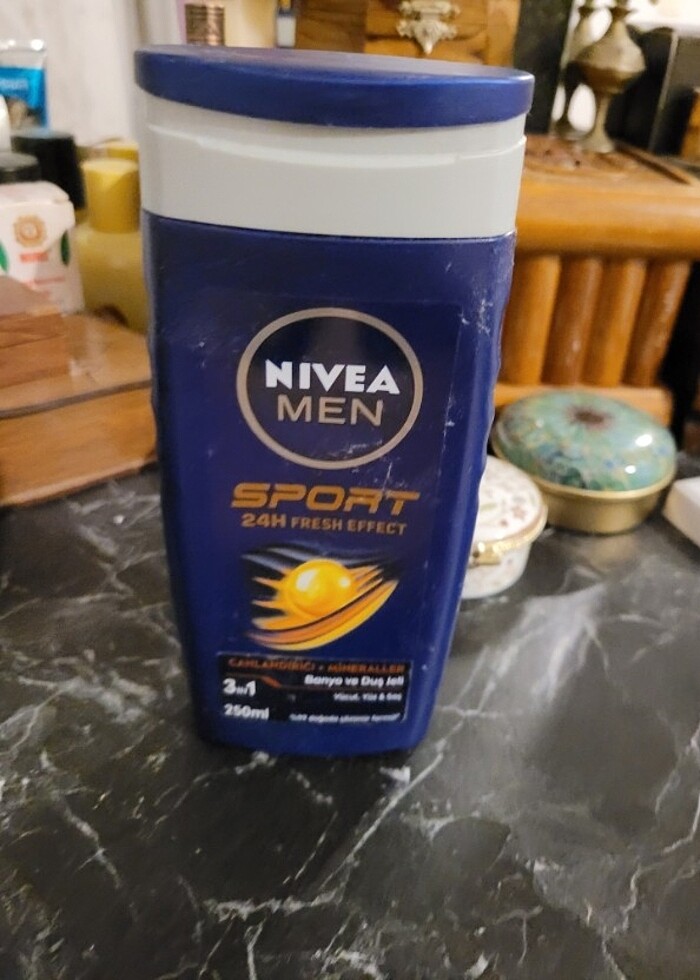 NIVEA
MEN
SPORT
24H FRESH EFFECT
CANLANDIRICI + MİNERALLER
3in1
Banyo ve Duş Jeli
Vücut, Yüz & Saç
250ml